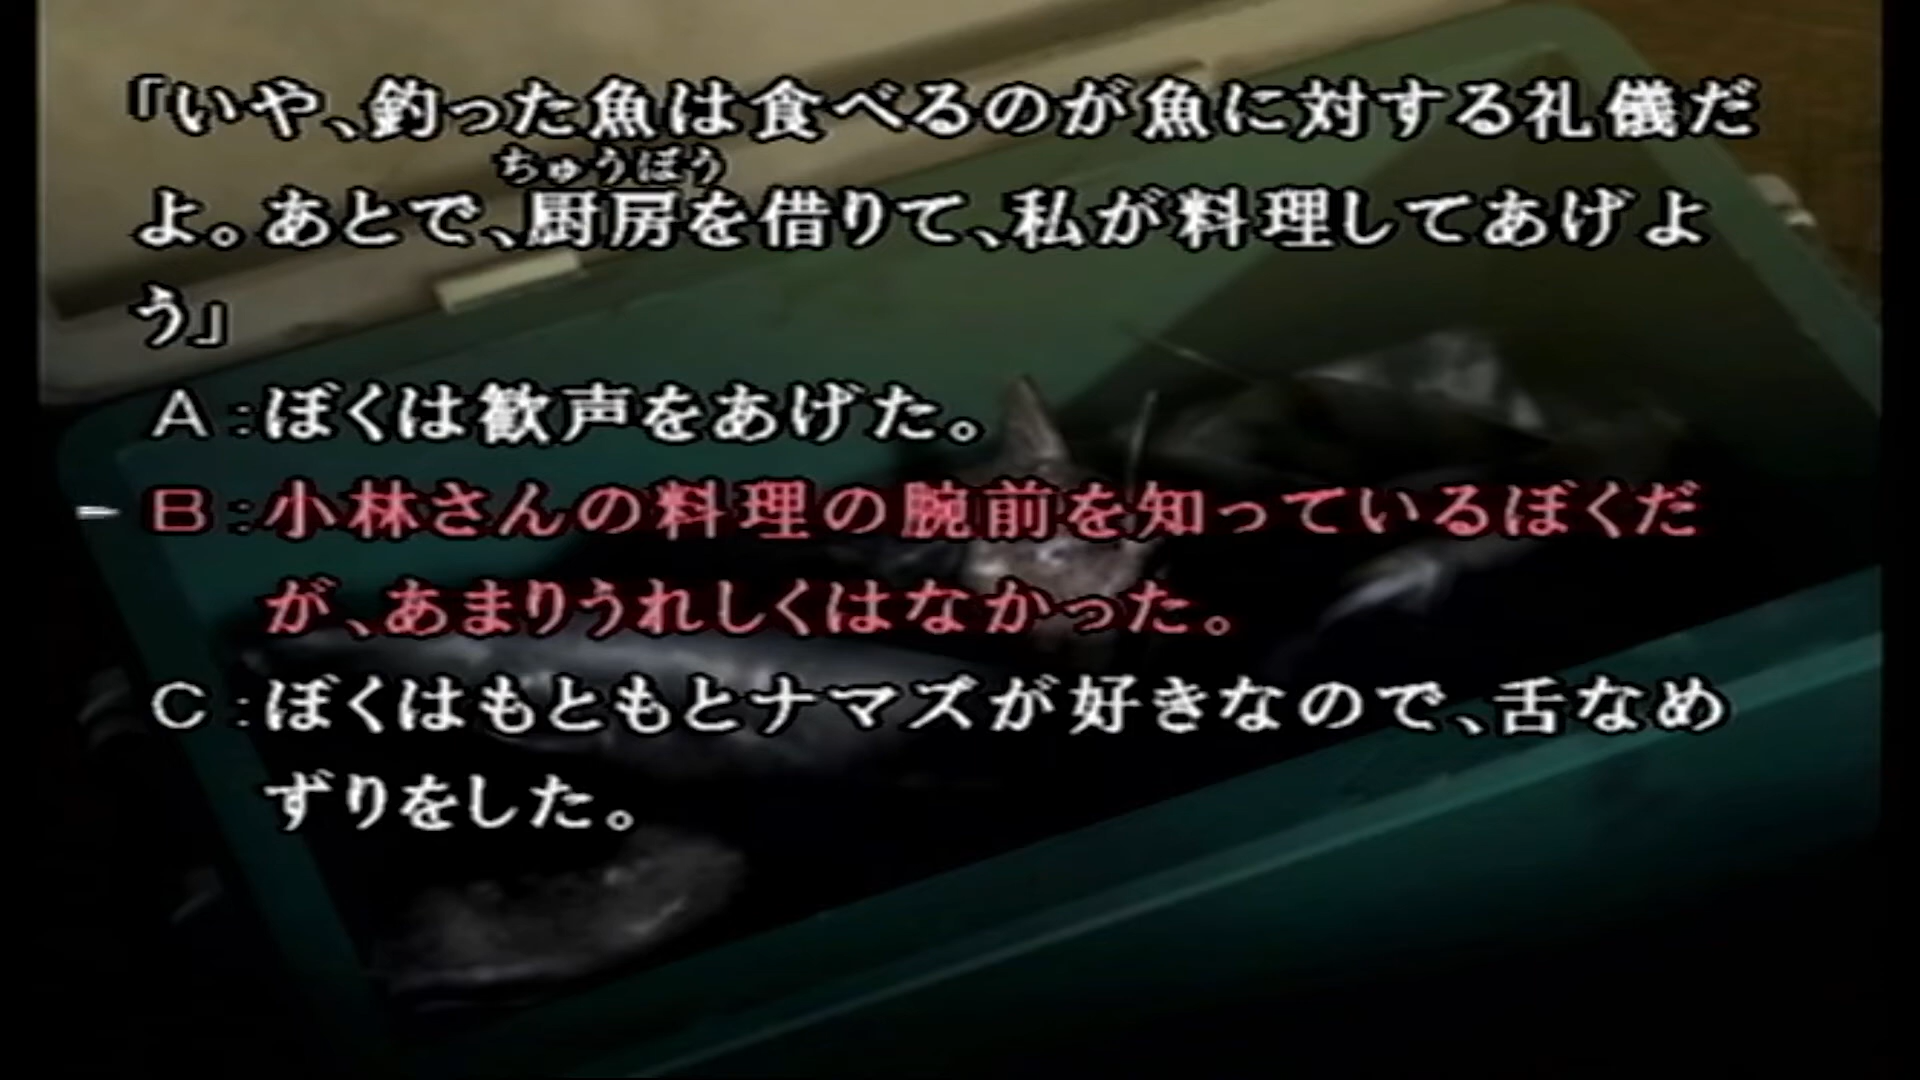 「いや、釣った魚は食べるのが魚に対する礼儀だ
ちゅうぼう
よ。あとで、厨房を借りて、私が料理してあげよ
う」
A:ぼくは歓声をあげた。
B:小林さんの料理の腕前を知っているぼくだ
が、あまりうれしくはなかった。
C:ぼくはもともとナマズが好きなので、舌なめ
ずりをした。